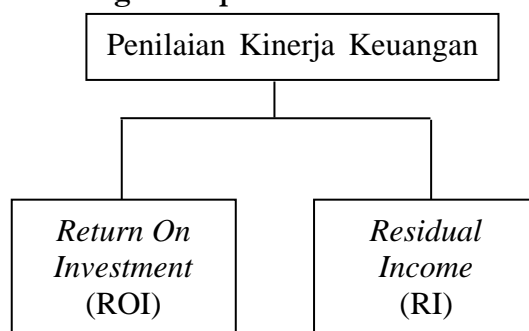 Penilaian Kinerja Keuangan
Return On
Investment
(ROI)
Residual
Income
(RI)